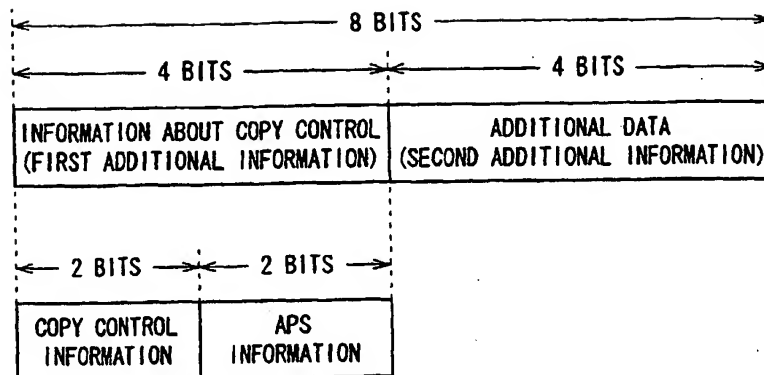 8 BITS
4 BITS 4 BITS
INFORMATION ABOUT COPY CONTROL
(FIRST ADDITIONAL INFORMATION)
ADDITIONAL DATA
(SECOND ADDITIONAL INFORMATION)
2 BITS 2 BITS
COPY CONTROL
INFORMATION
APS
INFORMATION